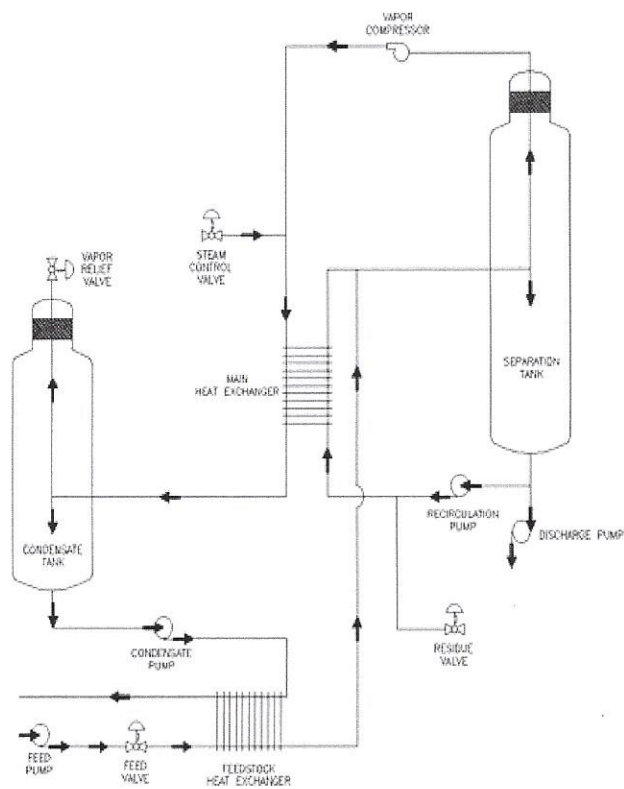 VAPOR
COMPRESSOR
STEAM
CONTROL
VALVE
VAPOR
RELIEF
VALVE
MAIN
HEAT EXCHANGER
SEPARATION
TANK
RECIRCULATION
PUMP
DISCHARGE PUMP
CONDENSATE
TANK
CONDENSATE
PUMP
RESIDUE
VALVE
FEED
PUMP
FEED
VALVE
FEEDSTOCK
HEAT EXCHANGER